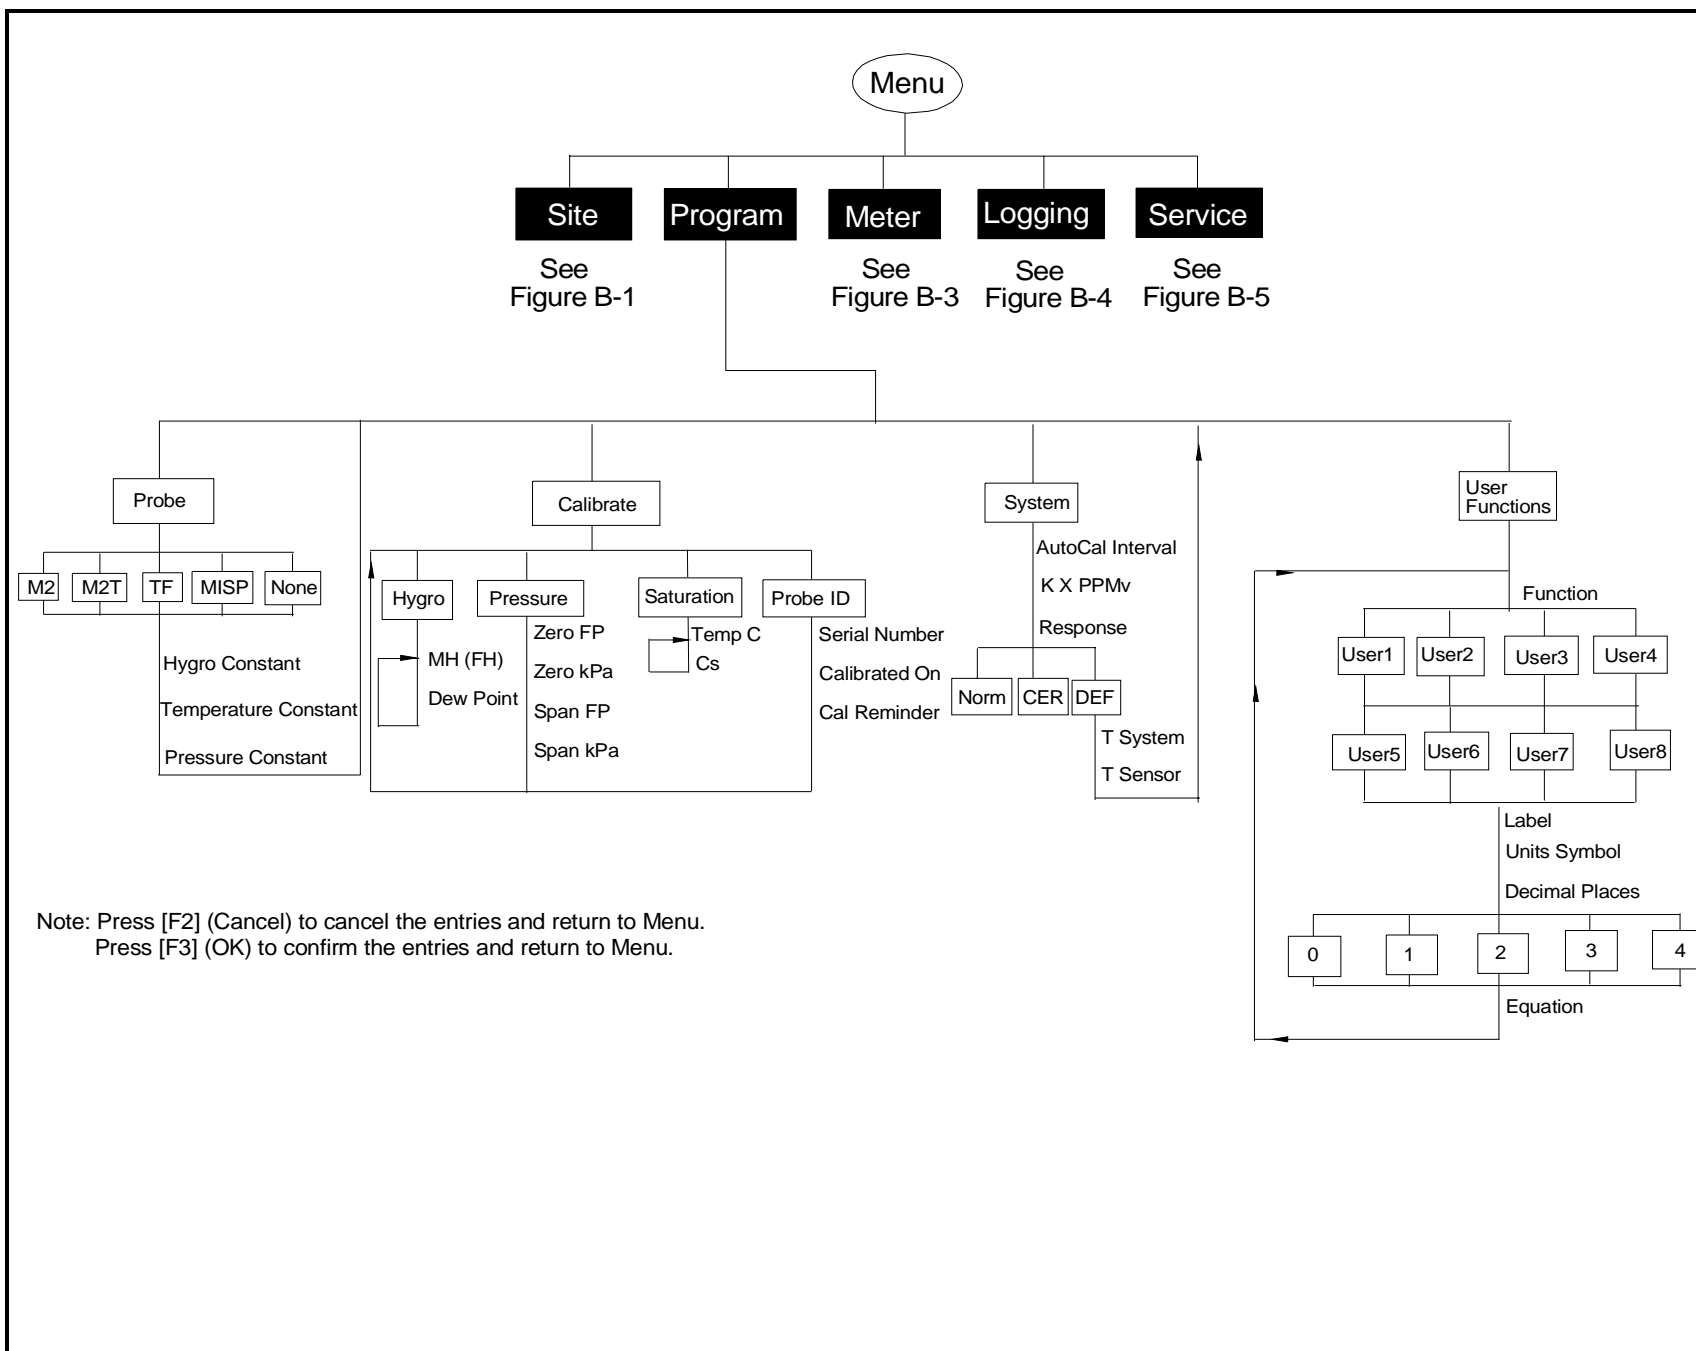 Menu
Site
Program
Meter
Logging
Service
See
Figure B-1
See
Figure B-3
See
Figure B-4
See
Figure B-5
Probe
Calibrate
System
User
Functions
M2
M2T
TF
MISP
None
Hygro Constant
Temperature Constant
Pressure Constant
Hygro
Pressure
Saturation
Probe ID
MH (FH)
Dew Point
Zero FP
Zero kPa
Span FP
Span kPa
Temp C
Cs
Serial Number
Calibrated On
Cal Reminder
AutoCal Interval
K X PPMv
Response
Norm
CER
DEF
T System
T Sensor
Function
User1
User2
User3
User4
User5
User6
User7
User8
Label
Units Symbol
Decimal Places
0
1
2
3
4
Equation
Note: Press [F2] (Cancel) to cancel the entries and return to Menu.
Press [F3] (OK) to confirm the entries and return to Menu.